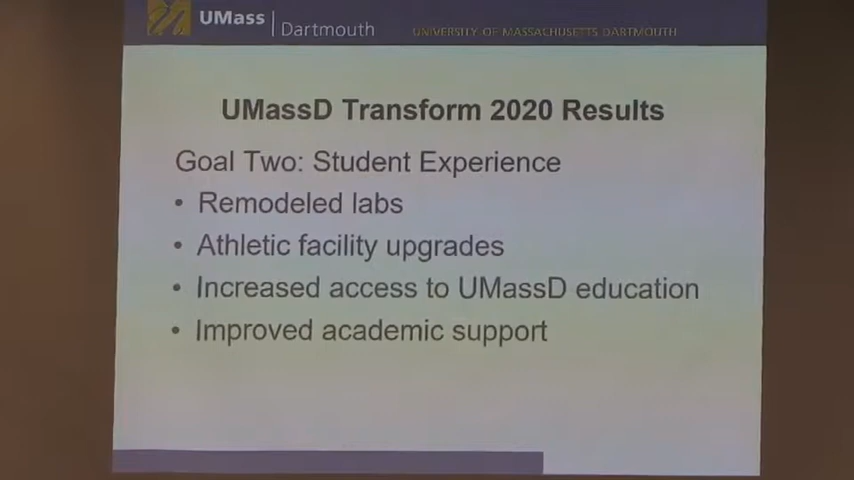 UMass | Dartmouth UNIVERSITY OF MASSACHUSETTS DARTMOUTH
UMassD Transform 2020 Results
Goal Two: Student Experience
• Remodeled labs
• Athletic facility upgrades
• Increased access to UMassD education
• Improved academic support